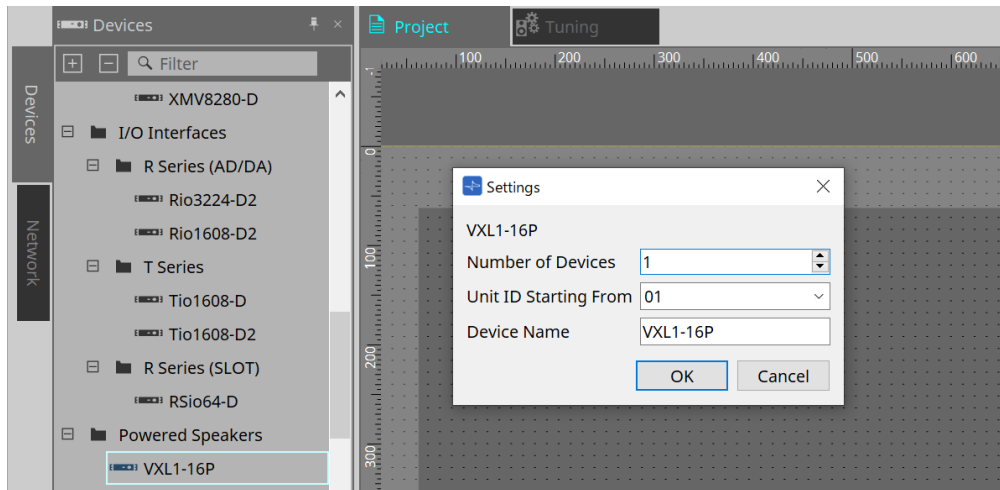 Devices
Project
Tuning
Filter
Devices
Network
XMV8280-D
I/O Interfaces
R Series (AD/DA)
Rio3224-D2
Rio1608-D2
T Series
Tio1608-D
Tio1608-D2
R Series (SLOT)
RSio64-D
Powered Speakers
VXL1-16P
100 200 300 400 500 600
-1
0
100
200
300
Settings
VXL1-16P
Number of Devices 1
Unit ID Starting From 01
Device Name VXL1-16P
OK Cancel